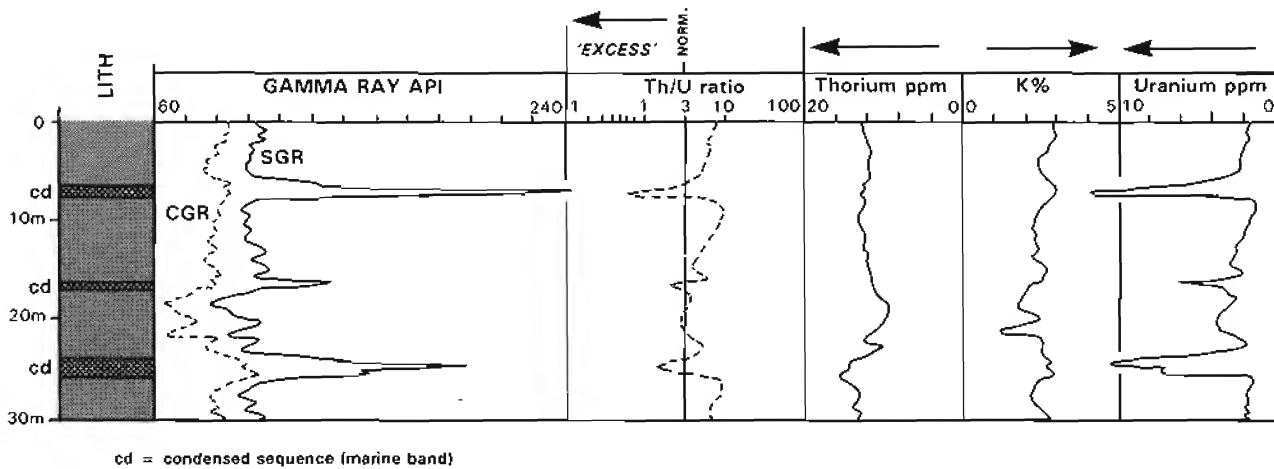 'EXCESS'
NORM.
LITH
GAMMA RAY API
Th/U ratio
Thorium ppm
K%
Uranium ppm
60 240 1 1 3 10 100 20 0 0 5 10 0
0
SGR
cd
CGR
10m
cd
20m
cd
30m
cd = condensed sequence (marine band)